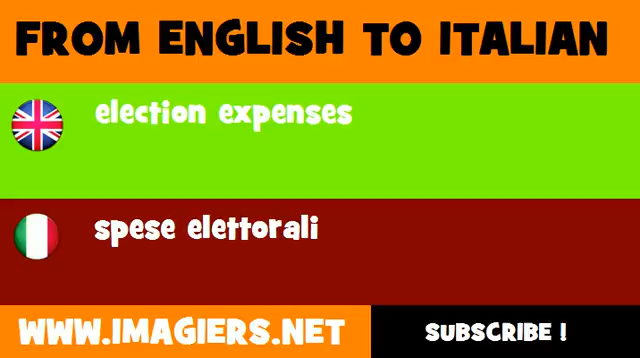 FROM ENGLISH TO ITALIAN
election expenses
spese elettorali
WWW.IMAGIERS.NET
SUBSCRIBE !